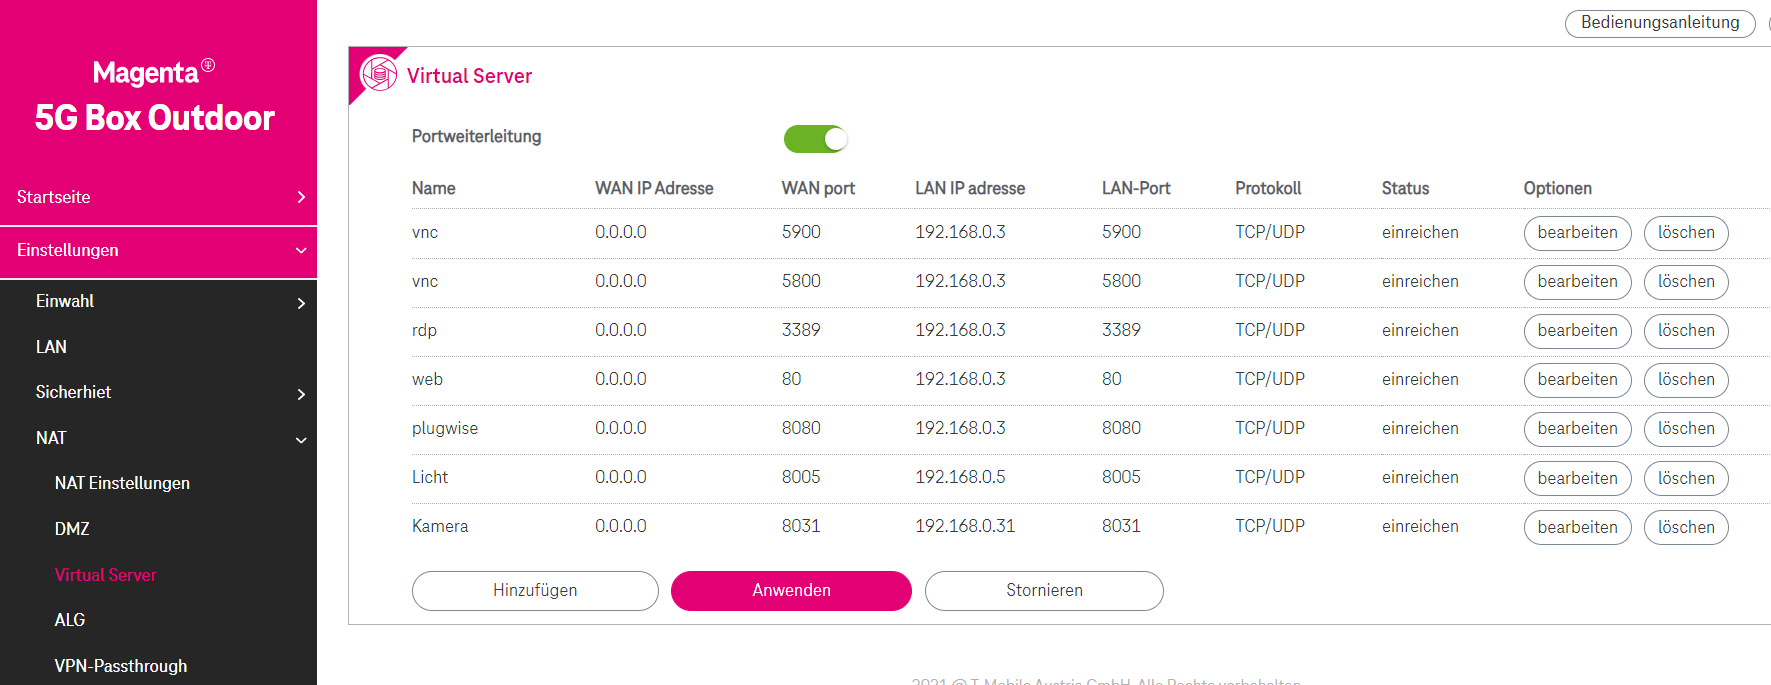 Magenta
5G Box Outdoor
Startseite
Einstellungen
Einwahl
LAN
Sicherhiet
NAT
NAT Einstellungen
DMZ
Virtual Server
ALG
VPN-Passthrough
Bedienungsanleitung
Virtual Server
Portweiterleitung
Name WAN IP Adresse WAN port LAN IP adresse LAN-Port Protokoll Status Optionen
vnc 0.0.0.0 5900 192.168.0.3 5900 TCP/UDP einreichen bearbeiten löschen
vnc 0.0.0.0 5800 192.168.0.3 5800 TCP/UDP einreichen bearbeiten löschen
rdp 0.0.0.0 3389 192.168.0.3 3389 TCP/UDP einreichen bearbeiten löschen
web 0.0.0.0 80 192.168.0.3 80 TCP/UDP einreichen bearbeiten löschen
plugwise 0.0.0.0 8080 192.168.0.3 8080 TCP/UDP einreichen bearbeiten löschen
Licht 0.0.0.0 8005 192.168.0.5 8005 TCP/UDP einreichen bearbeiten löschen
Kamera 0.0.0.0 8031 192.168.0.31 8031 TCP/UDP einreichen bearbeiten löschen
Hinzufügen Anwenden Stornieren
2021 @ T-Mobile Austria GmbH. Alle Rechte vorbehalten